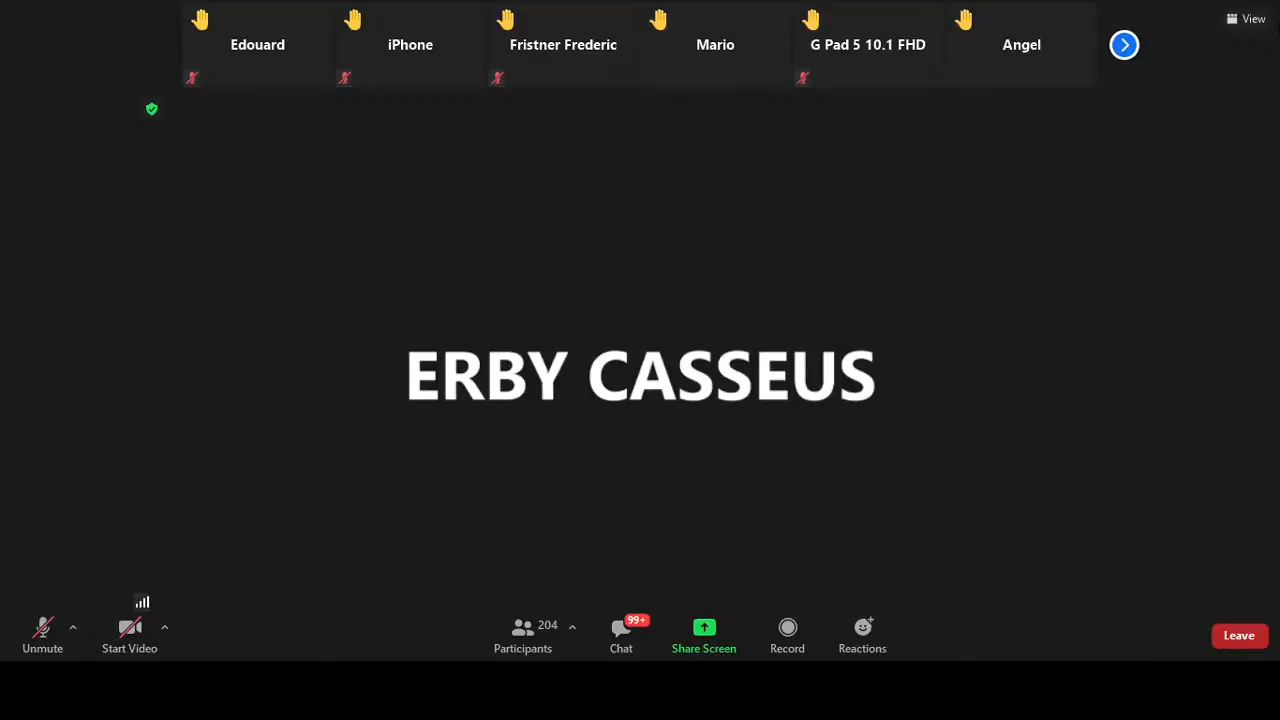 View
Edouard
iPhone
Fristner Frederic
Mario
G Pad 5 10.1 FHD
Angel
ERBY CASSEUS
Unmute
Start Video
204
Participants
99+
Chat
Share Screen
Record
Reactions
Leave